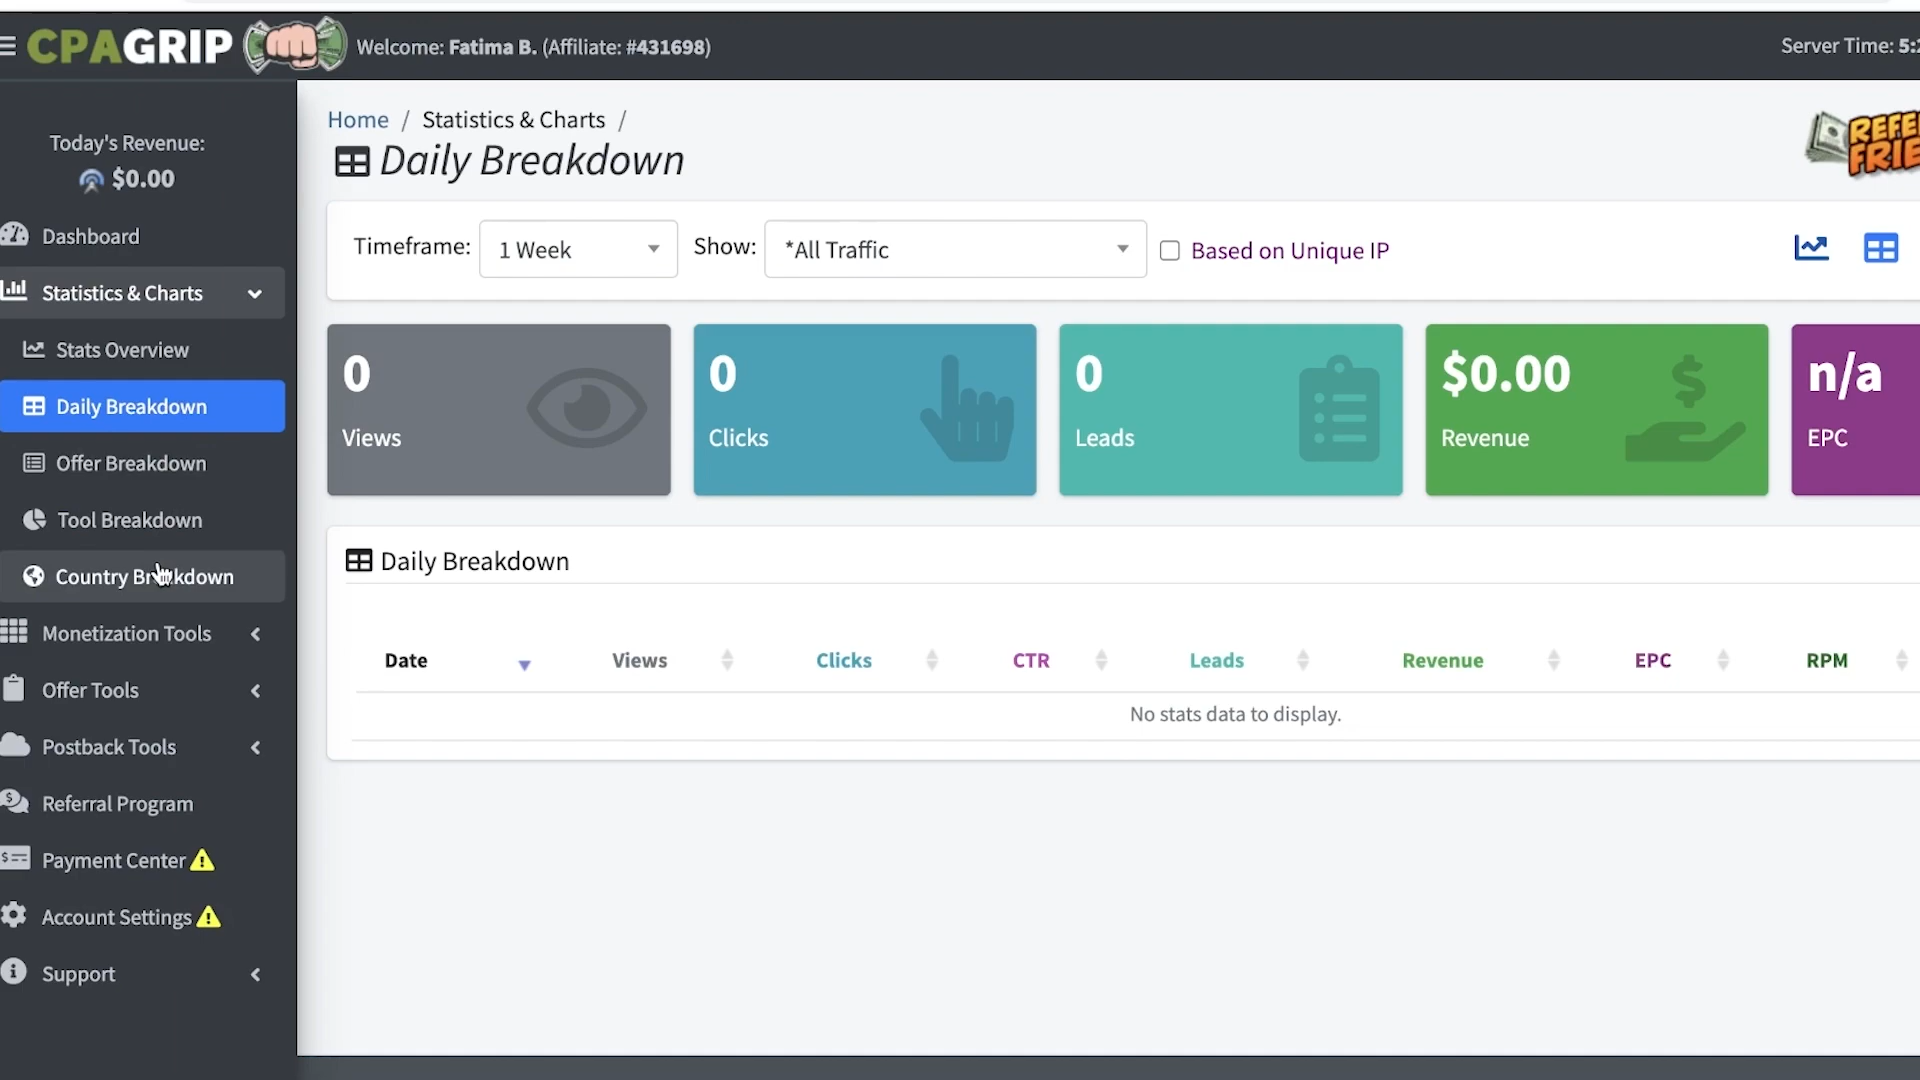 CPAGRIP
Welcome: Fatima B. (Affiliate: #431698)
Server Time: 5:
Today's Revenue:
$0.00
Dashboard
Statistics & Charts
Stats Overview
Daily Breakdown
Offer Breakdown
Tool Breakdown
Country Breakdown
Monetization Tools
Offer Tools
Postback Tools
Referral Program
Payment Center
Account Settings
Support
Home / Statistics & Charts /
Daily Breakdown
Timeframe: 1 Week Show: *All Traffic Based on Unique IP
0
Views
0
Clicks
0
Leads
$0.00
Revenue
n/a
EPC
Daily Breakdown
Date Views Clicks CTR Leads Revenue EPC RPM
No stats data to display.